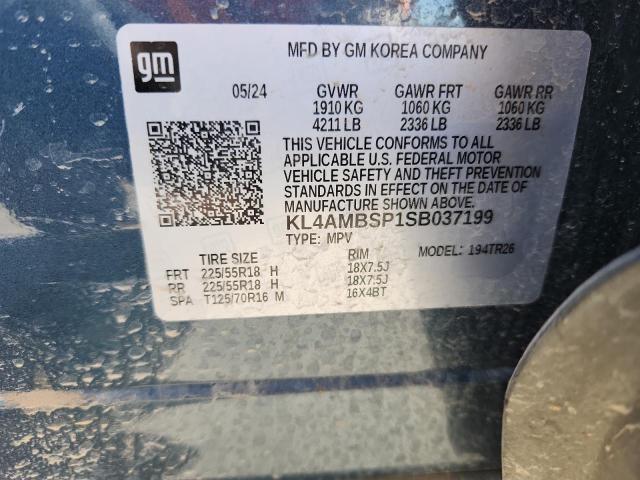 gm
MFD BY GM KOREA COMPANY
05/24 GVWR GAWR FRT GAWR RR
1910 KG 1060 KG 1060 KG
4211 LB 2336 LB 2336 LB
THIS VEHICLE CONFORMS TO ALL
APPLICABLE U.S. FEDERAL MOTOR
VEHICLE SAFETY AND THEFT PREVENTION
STANDARDS IN EFFECT ON THE DATE OF
MANUFACTURE SHOWN ABOVE.
KL4AMBSP1SB037199
TYPE: MPV MODEL: 194TR26
TIRE SIZE RIM
FRT 225/55R18 H 18X7.5J
RR 225/55R18 H 18X7.5J
SPA T125/70R16 M 16X4BT